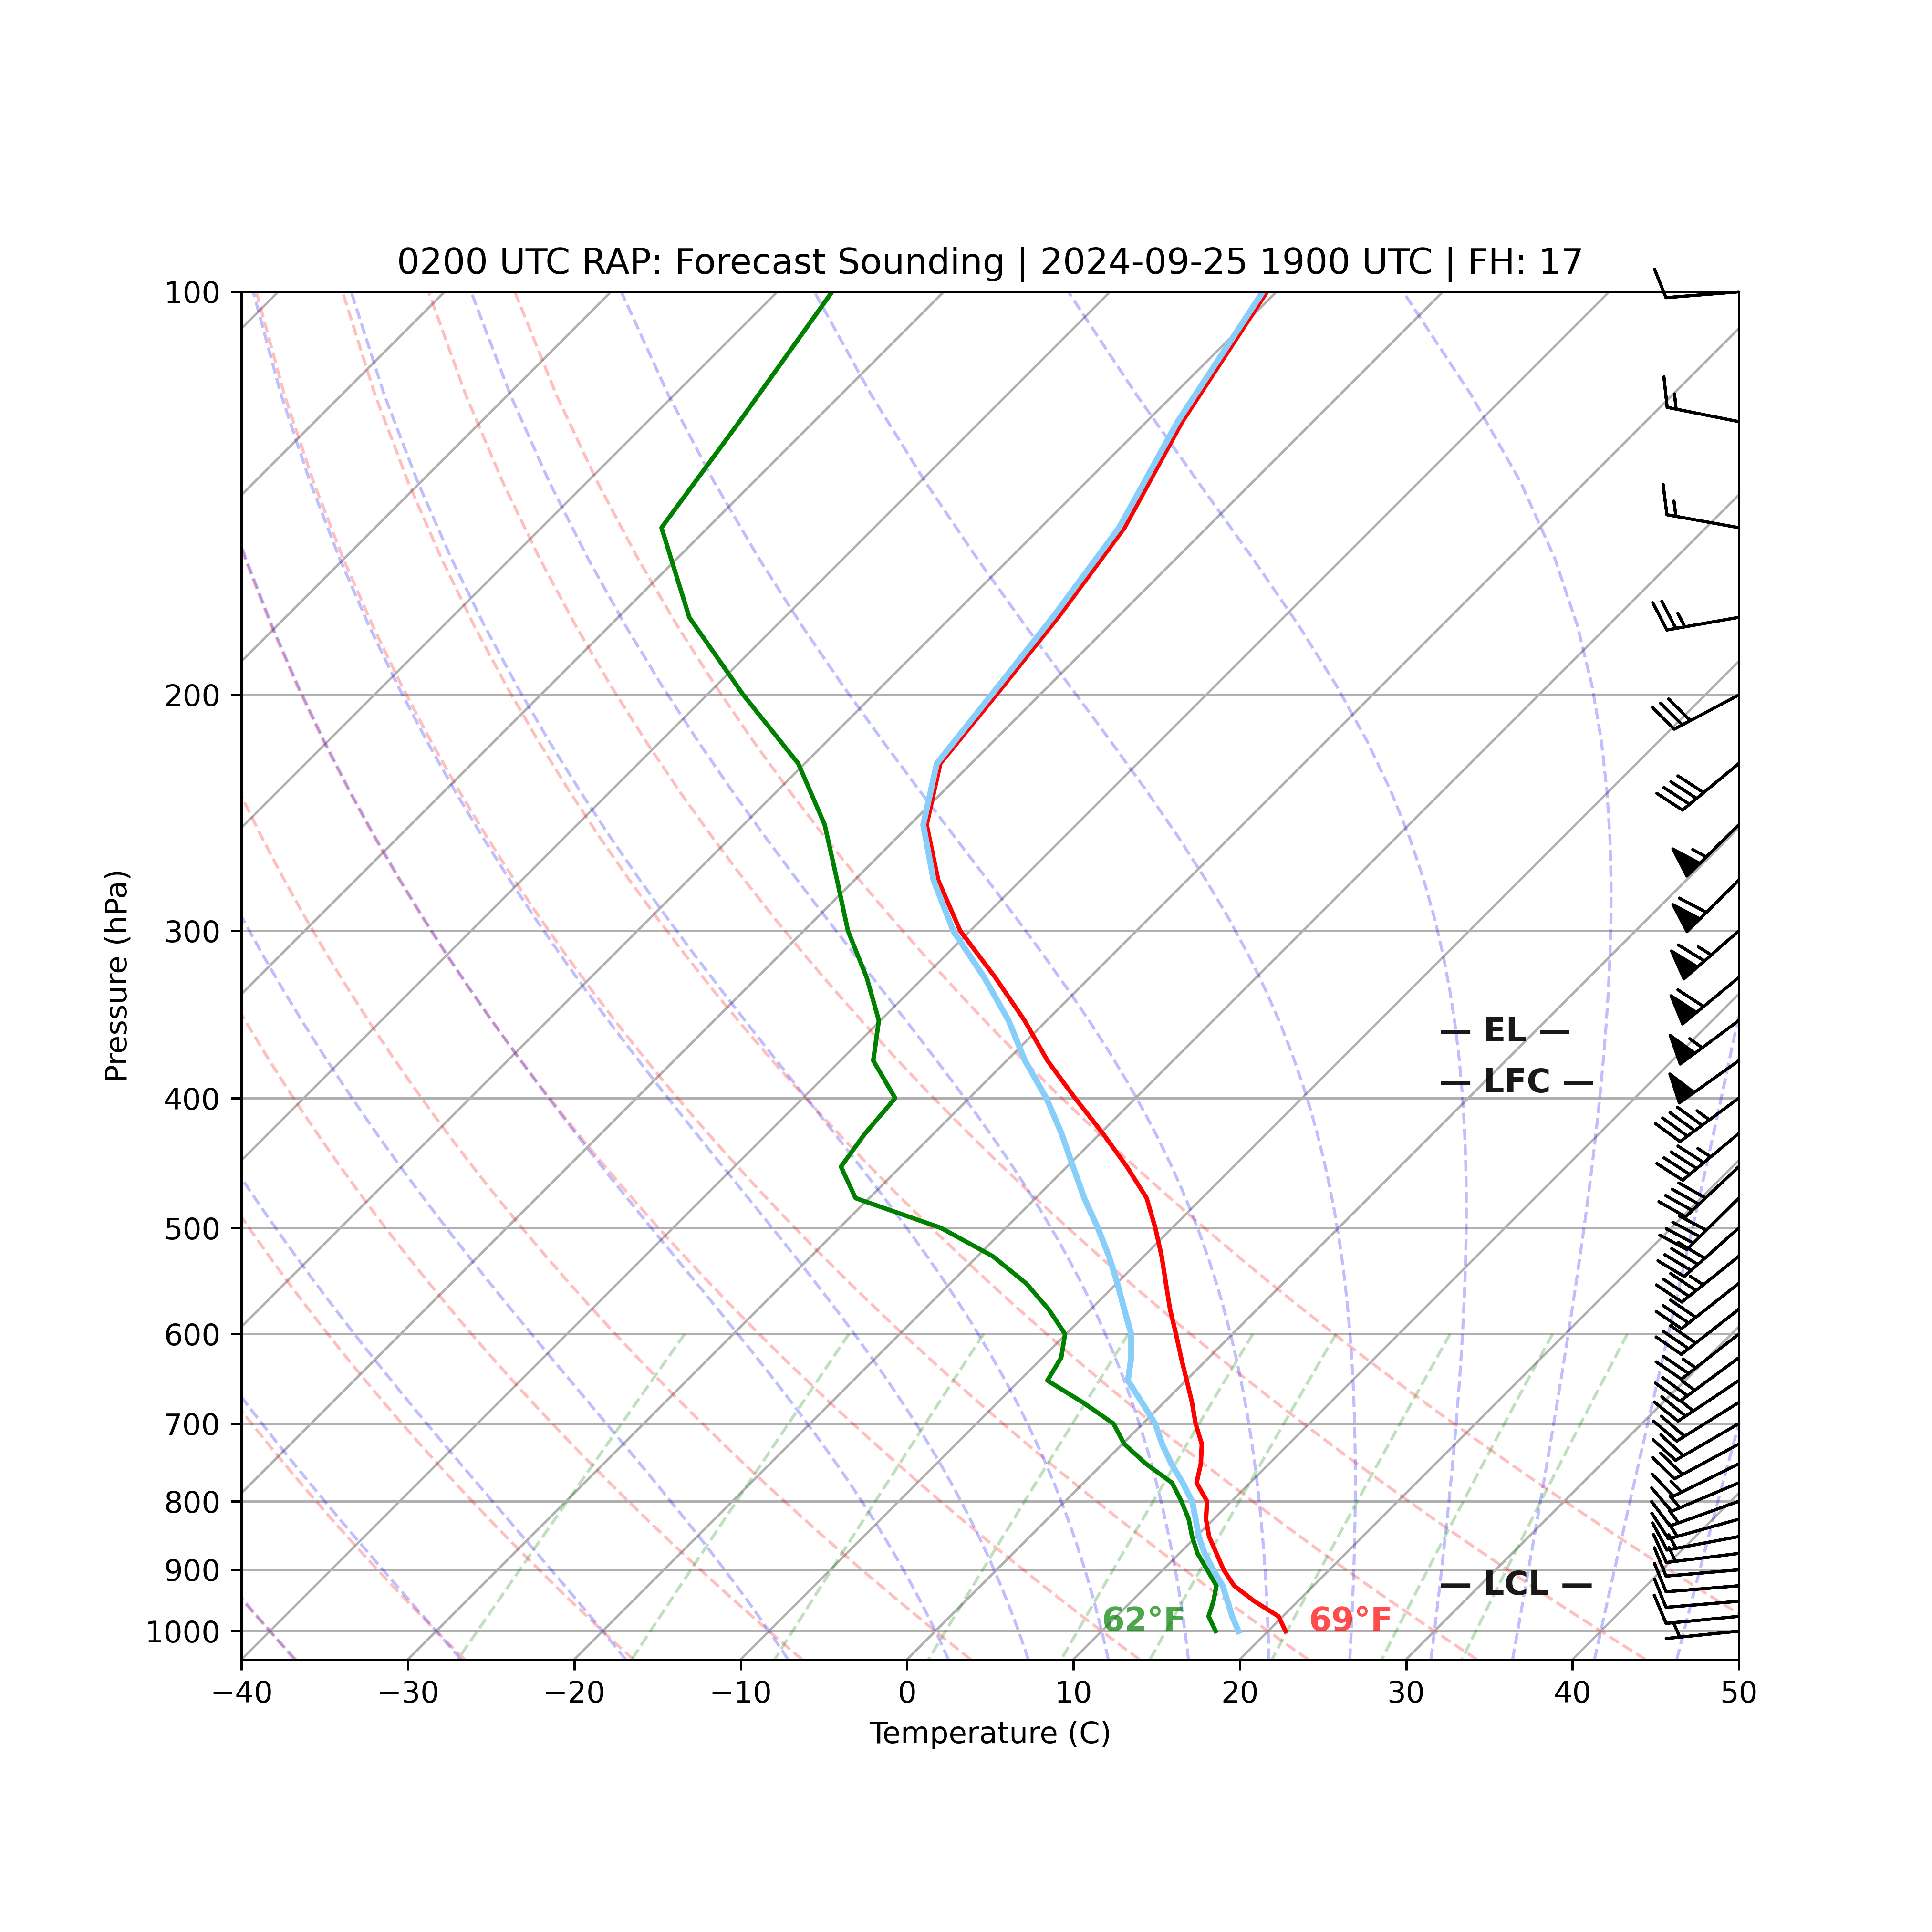 0200 UTC RAP: Forecast Sounding | 2024-09-25 1900 UTC | FH: 17
100
200
300
400
500
600
700
800
900
1000
Pressure (hPa)
— EL —
— LFC —
— LCL —
62°F 69°F
−40 −30 −20 −10 0 10 20 30 40 50
Temperature (C)